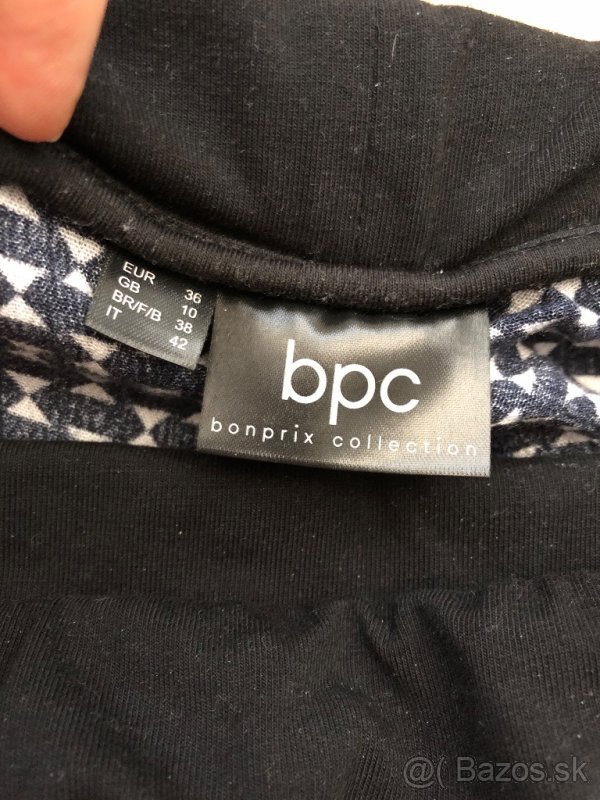 EUR 36
GB 10
BR/F/B 38
IT 42
bpc
bonprix collection
@( Bazos.sk